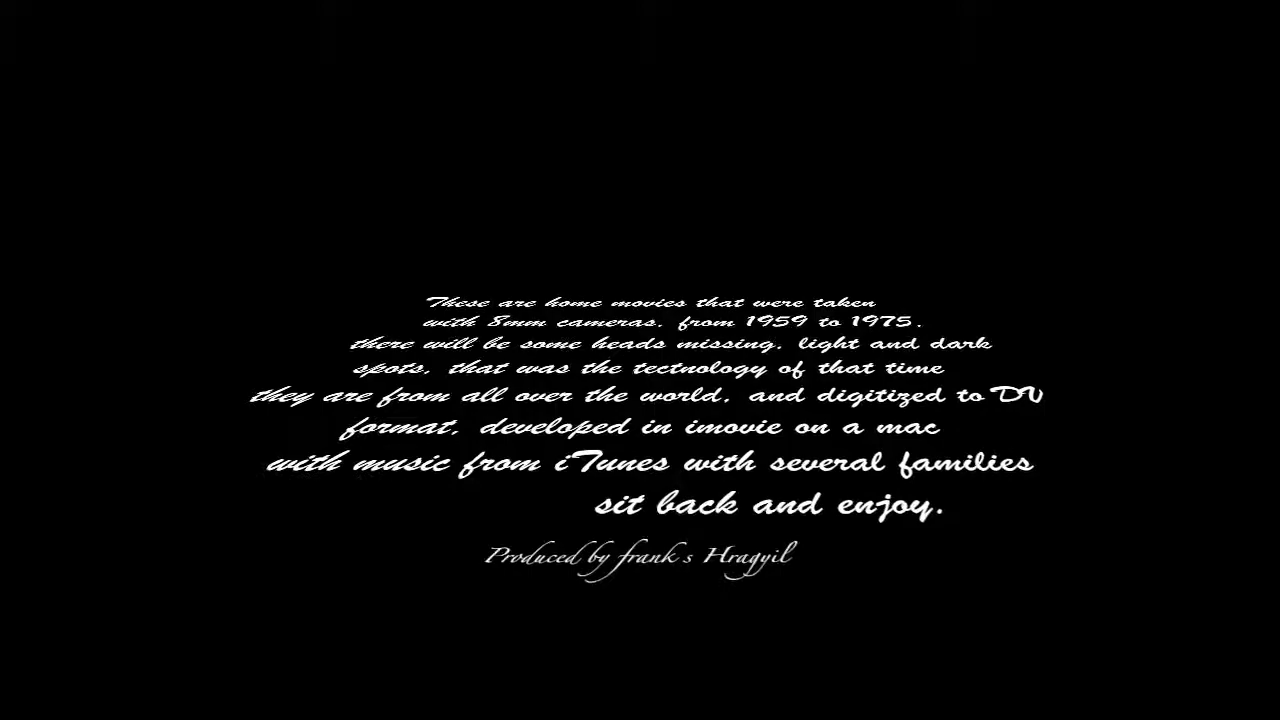 These are home movies that were taken
with 8mm cameras, from 1959 to 1975.
there will be some heads missing, light and dark
spots, that was the tectnology of that time
they are from all over the world, and digitized to DV
format, developed in imovie on a mac
with music from iTunes with several families
sit back and enjoy.
Produced by frank s Hragyil